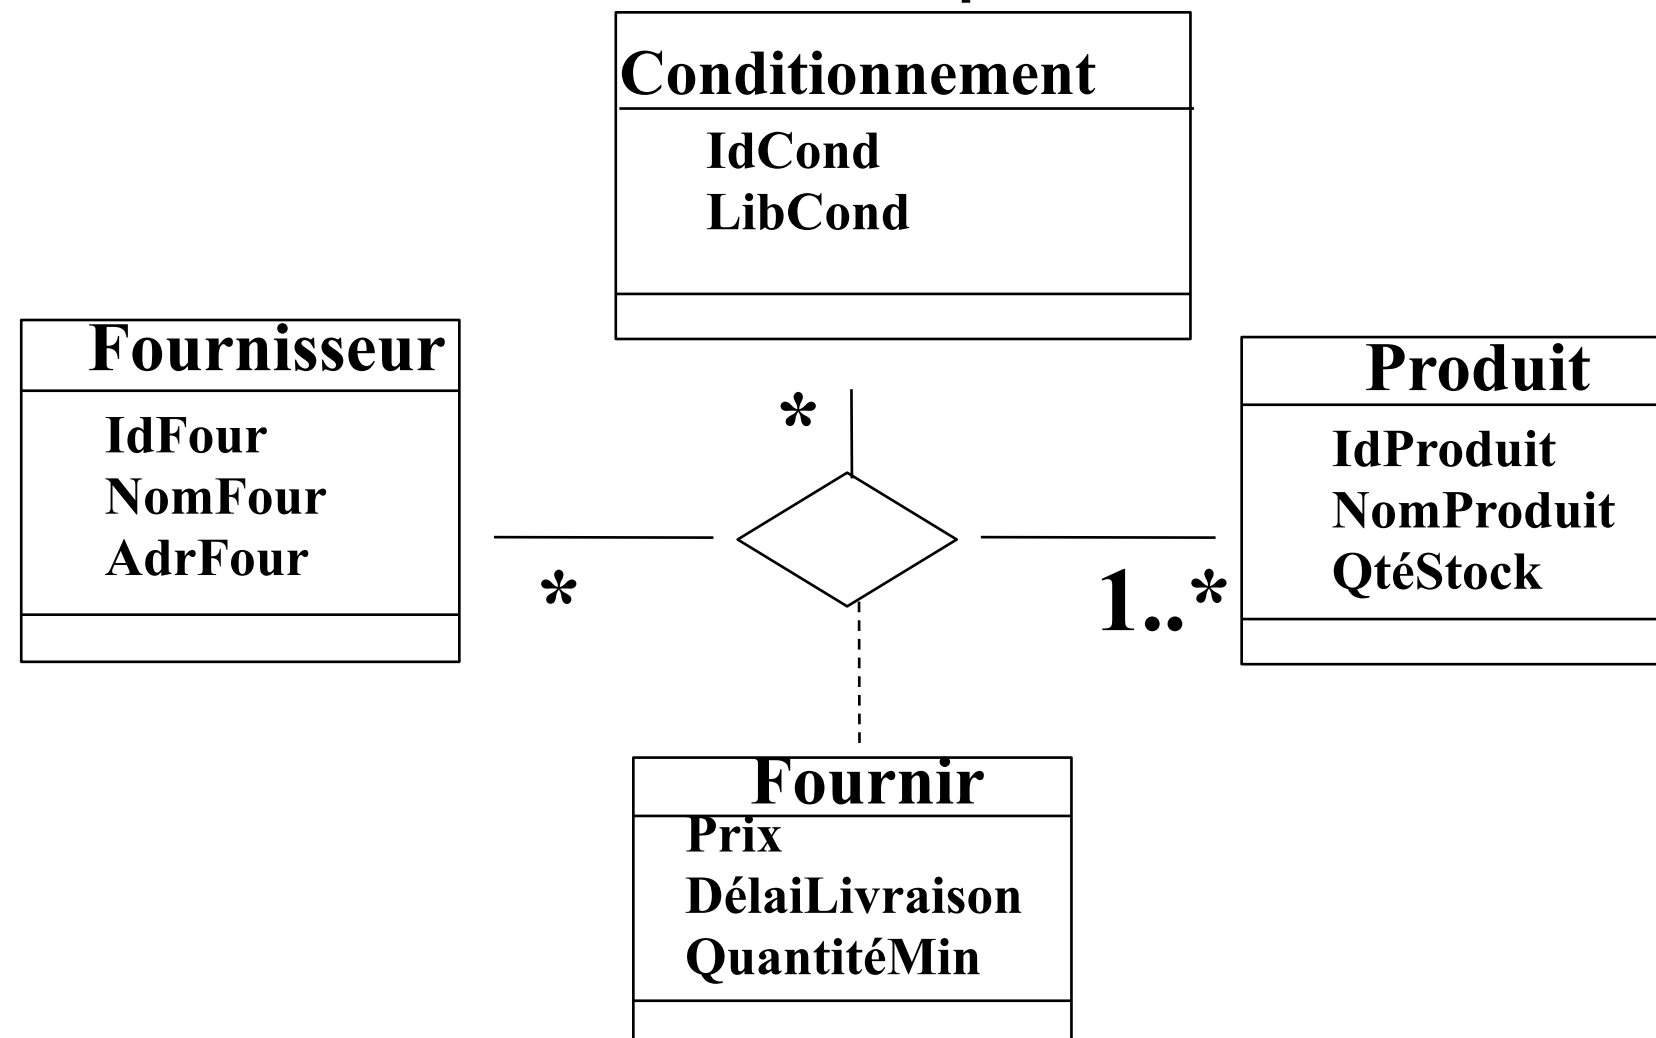 Conditionnement
IdCond
LibCond
Fournisseur
IdFour
NomFour
AdrFour
Produit
IdProduit
NomProduit
QtéStock
*
*
1..*
Fournir
Prix
DélaiLivraison
QuantitéMin